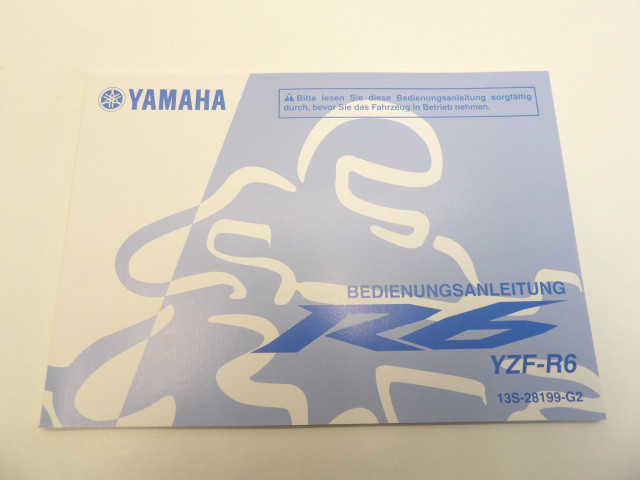 YAMAHA
⚠ Bitte lesen Sie diese Bedienungsanleitung sorgfältig
durch, bevor Sie das Fahrzeug in Betrieb nehmen.
BEDIENUNGSANLEITUNG
R6
YZF-R6
13S-28199-G2